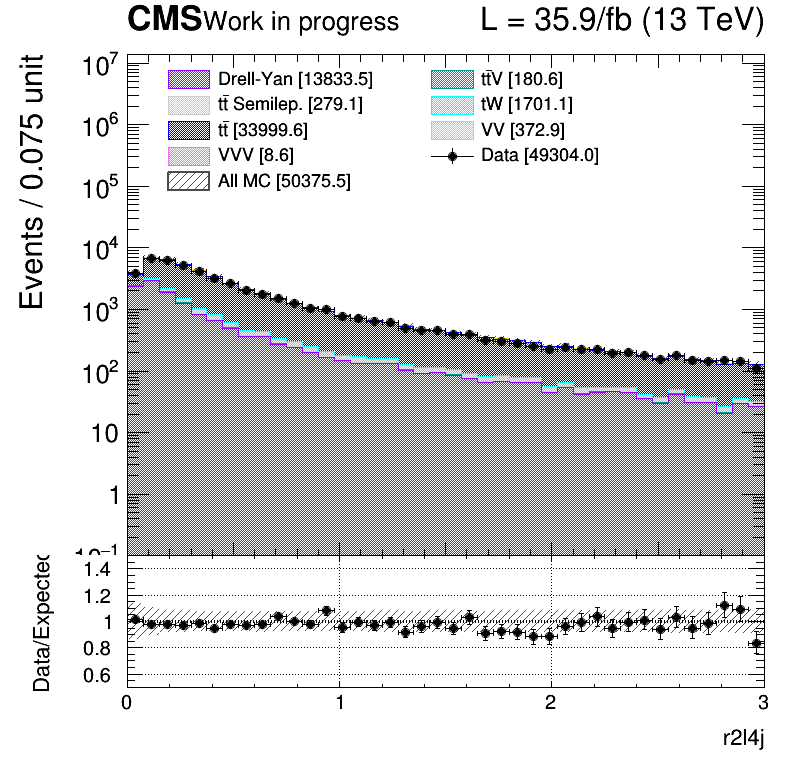 CMS Work in progress L = 35.9/fb (13 TeV)
Events / 0.075 unit
10⁷
10⁶
10⁵
10⁴
10³
10²
10
1
10⁻¹
Drell-Yan [13833.5]
tt̄ Semilep. [279.1]
tt̄ [33999.6]
VVV [8.6]
All MC [50375.5]
tt̄V [180.6]
tW [1701.1]
VV [372.9]
Data [49304.0]
Data/Expected
1.4
1.2
1
0.8
0.6
0 1 2 3
r2l4j